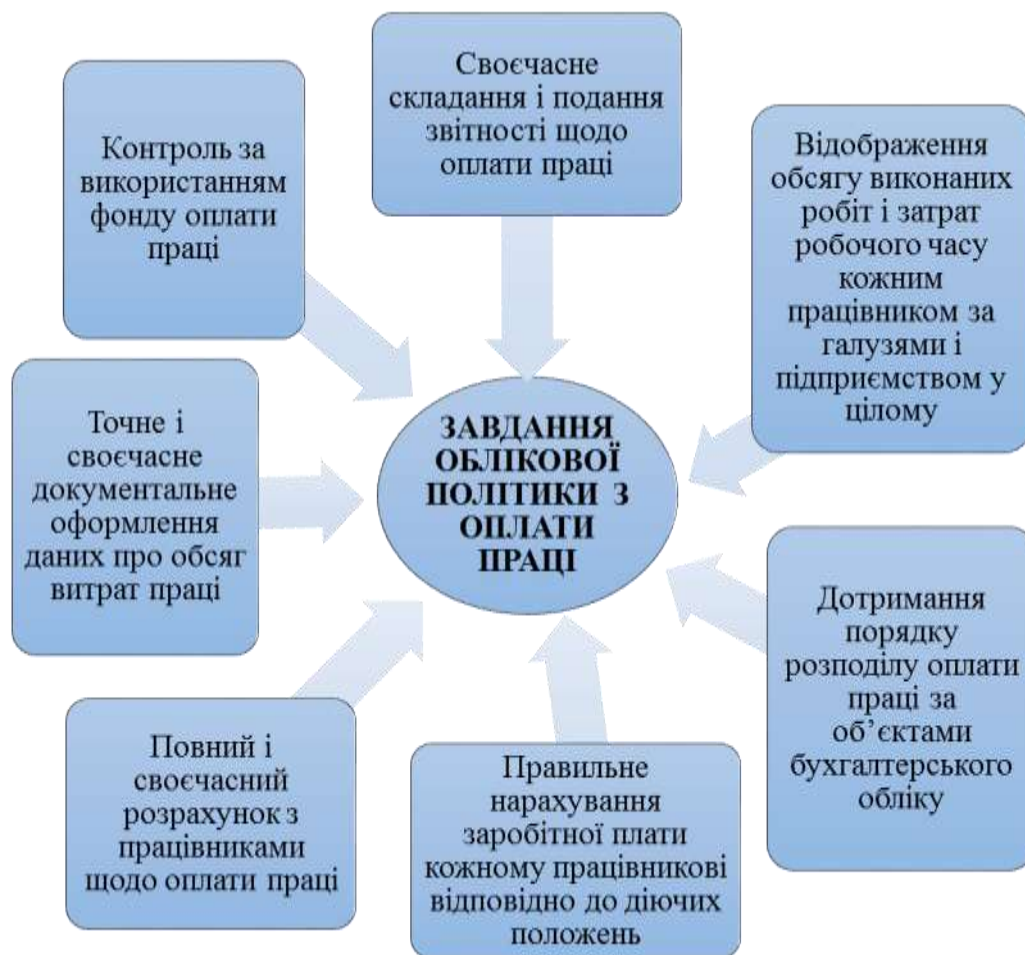 Своєчасне
складання і подання
звітності щодо
оплати праці
Контроль за
використанням
фонду оплати
праці
Відображення
обсягу виконаних
робіт і затрат
робочого часу
кожним
працівником за
галузями і
підприємством у
цілому
Точне і
своєчасне
документальне
оформлення
даних про обсяг
витрат праці
ЗАВДАННЯ
ОБЛІКОВОЇ
ПОЛІТИКИ З
ОПЛАТИ
ПРАЦІ
Дотримання
порядку
розподілу оплати
праці за
об’єктами
бухгалтерського
обліку
Повний і
своєчасний
розрахунок з
працівниками
щодо оплати праці
Правильне
нарахування
заробітної плати
кожному працівникові
відповідно до діючих
положень